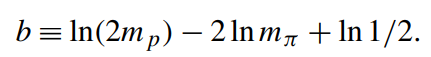 b ≡ ln(2m_p) − 2 ln m_π + ln 1/2.